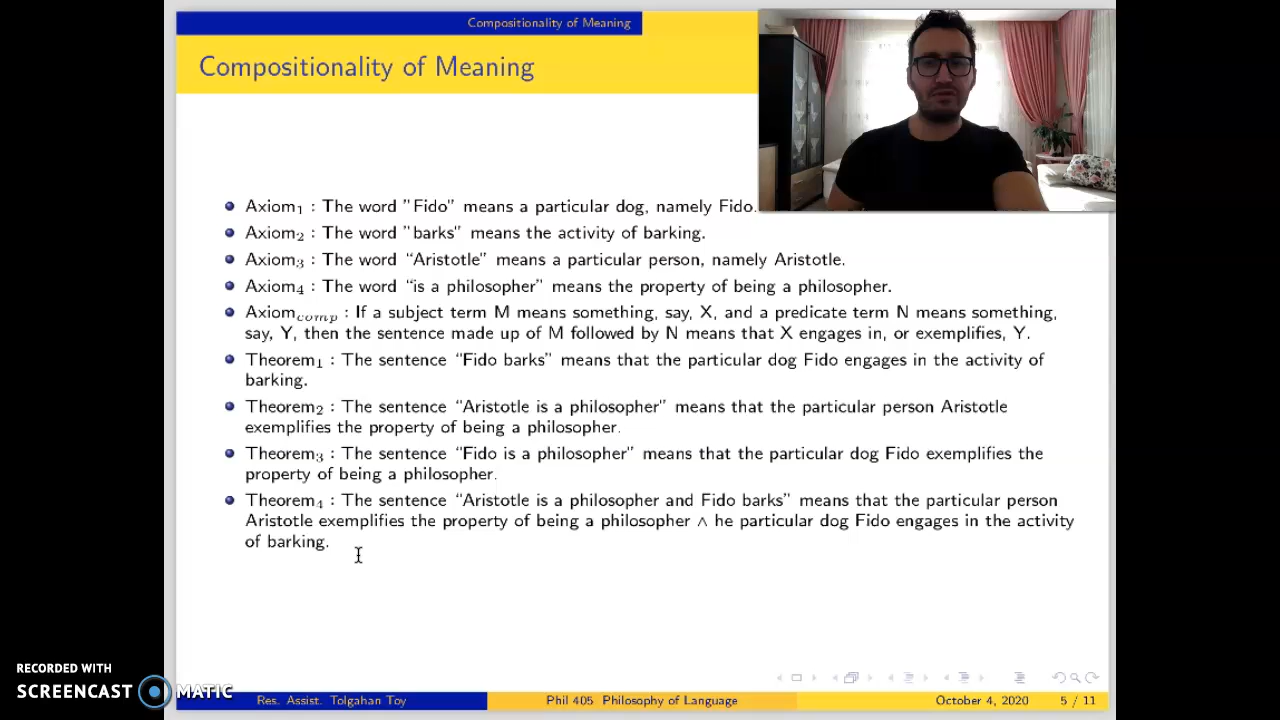 Compositionality of Meaning
Compositionality of Meaning
Axiom₁ : The word "Fido" means a particular dog, namely Fido.
Axiom₂ : The word "barks" means the activity of barking.
Axiom₃ : The word “Aristotle” means a particular person, namely Aristotle.
Axiom₄ : The word “is a philosopher” means the property of being a philosopher.
Axiom_comp : If a subject term M means something, say, X, and a predicate term N means something,
say, Y, then the sentence made up of M followed by N means that X engages in, or exemplifies, Y.
Theorem₁ : The sentence “Fido barks” means that the particular dog Fido engages in the activity of
barking.
Theorem₂ : The sentence “Aristotle is a philosopher” means that the particular person Aristotle
exemplifies the property of being a philosopher.
Theorem₃ : The sentence “Fido is a philosopher” means that the particular dog Fido exemplifies the
property of being a philosopher.
Theorem₄ : The sentence “Aristotle is a philosopher and Fido barks” means that the particular person
Aristotle exemplifies the property of being a philosopher ∧ he particular dog Fido engages in the activity
of barking.
RECORDED WITH
SCREENCAST MATIC
Res. Assist. Tolgahan Toy Phil 405 Philosophy of Language October 4, 2020 5 / 11